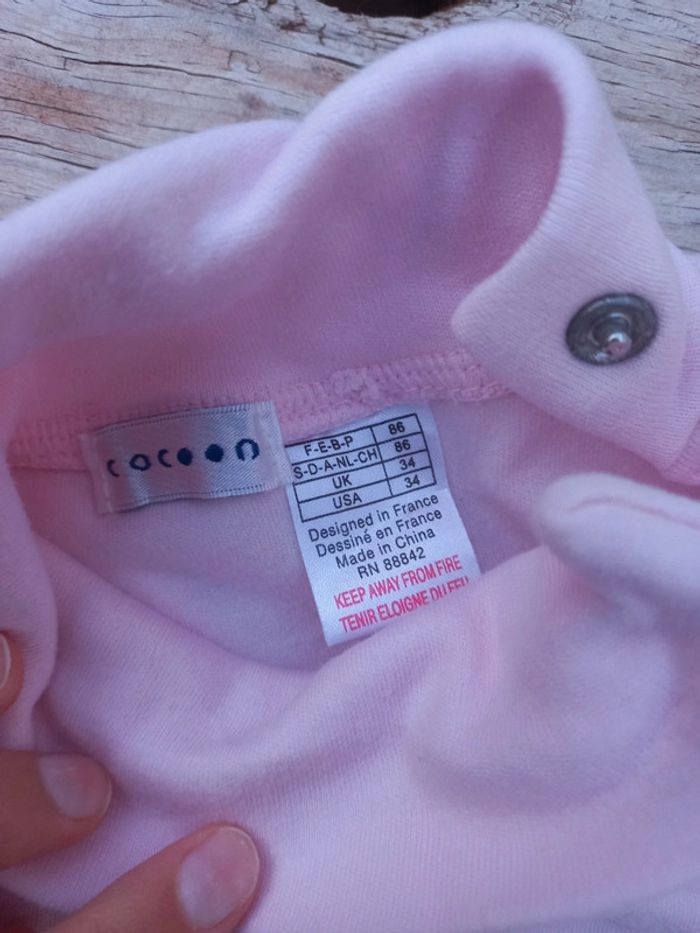 cocoon
F-E-B-P 86
S-D-A-NL-CH 86
UK 34
USA 34
Designed in France
Dessiné en France
Made in China
RN 88842
KEEP AWAY FROM FIRE
TENIR ELOIGNE DU FEU